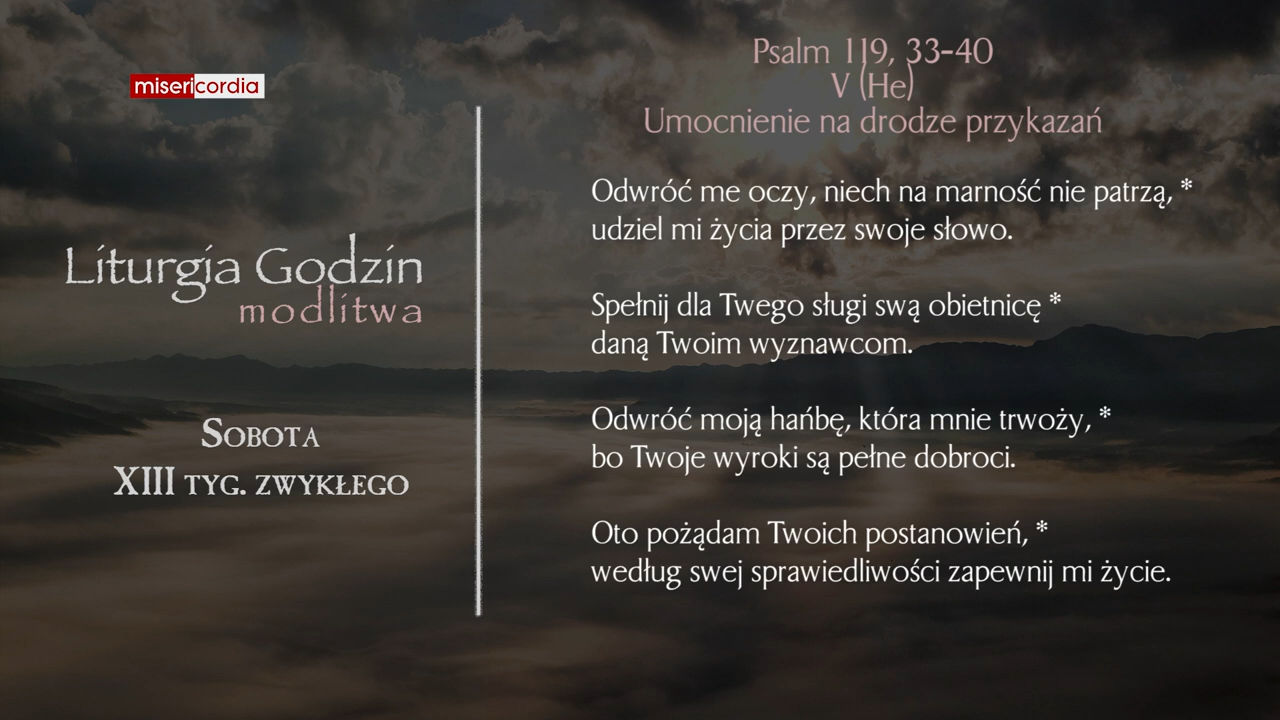 misericordia
Liturgia Godzin
modlitwa
Sobota
XIII tyg. zwykłego
Psalm 119, 33-40
V (He)
Umocnienie na drodze przykazań
Odwróć me oczy, niech na marność nie patrzą, *
udziel mi życia przez swoje słowo.
Spełnij dla Twego sługi swą obietnicę *
daną Twoim wyznawcom.
Odwróć moją hańbę, która mnie trwoży, *
bo Twoje wyroki są pełne dobroci.
Oto pożądam Twoich postanowień, *
według swej sprawiedliwości zapewnij mi życie.